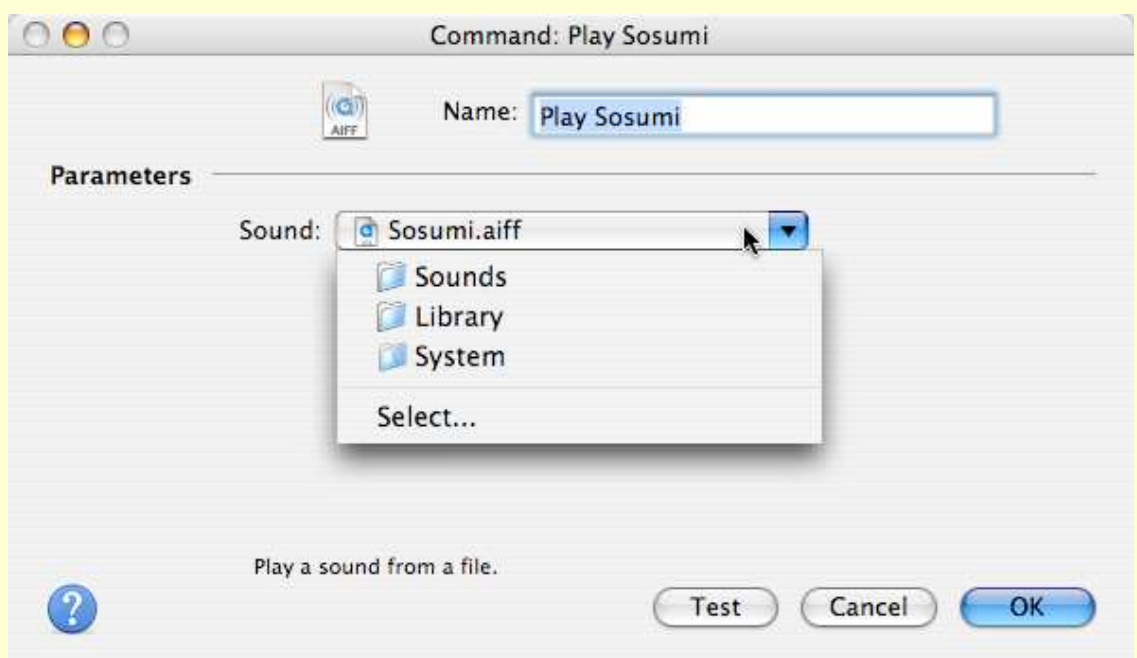 Command: Play Sosumi
AIFF
Name: Play Sosumi
Parameters
Sound: Sosumi.aiff
Sounds
Library
System
Select...
Play a sound from a file.
? Test Cancel OK